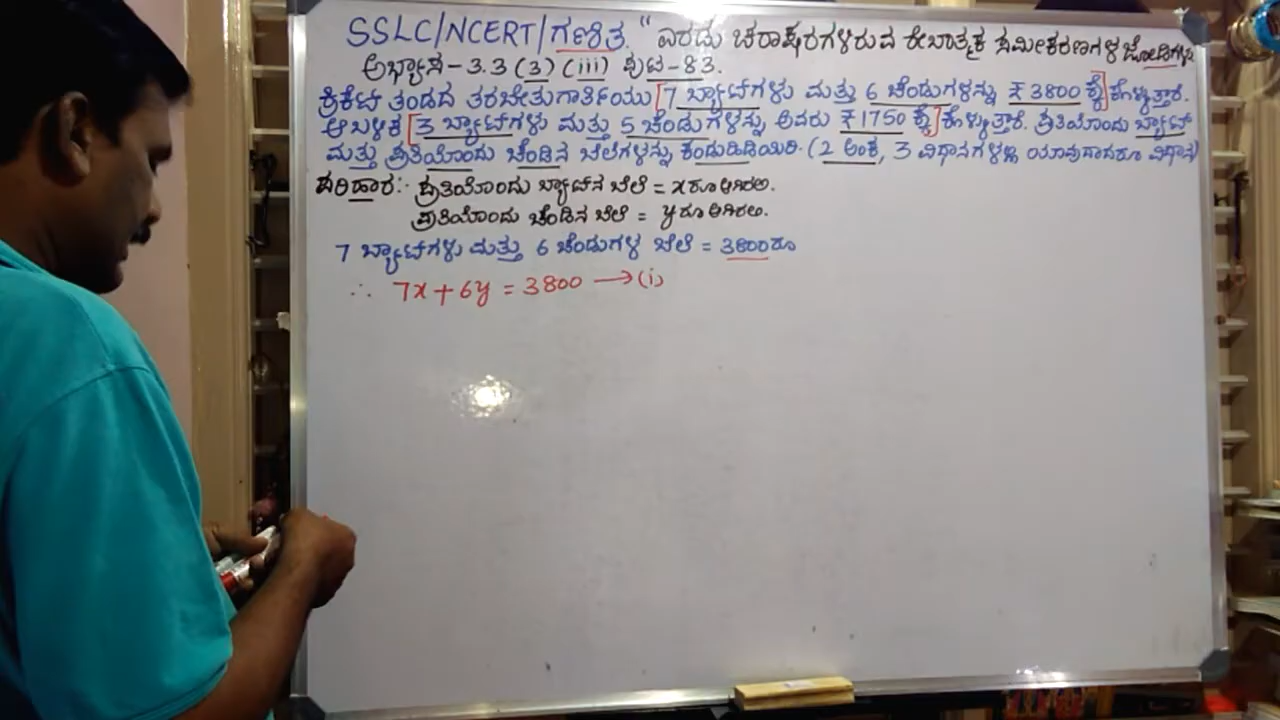 SSLC/NCERT/ಗಣಿತ. "ಎರಡು ಚರಾಕ್ಷರಗಳಿರುವ ರೇಖಾತ್ಮಕ ಸಮೀಕರಣಗಳ ಜೋಡಿಗಳು
ಅಭ್ಯಾಸ-3.3 (3) (iii) ಪುಟ-83.
ಕ್ರಿಕೆಟ್ ತಂಡದ ತರಬೇತುಗಾರ್ತಿಯು [7 ಬ್ಯಾಟ್‌ಗಳು ಮತ್ತು 6 ಚೆಂಡುಗಳನ್ನು ₹ 3800 ಕ್ಕೆ] ಕೊಳ್ಳುತ್ತಾರೆ.
ಆ ಬಳಿಕ [3 ಬ್ಯಾಟ್‌ಗಳು ಮತ್ತು 5 ಚೆಂಡುಗಳನ್ನು ಅವರು ₹ 1750 ಕ್ಕೆ] ಕೊಳ್ಳುತ್ತಾರೆ. ಪ್ರತಿಯೊಂದು ಬ್ಯಾಟ್
ಮತ್ತು ಪ್ರತಿಯೊಂದು ಚೆಂಡಿನ ಬೆಲೆಗಳನ್ನು ಕಂಡುಹಿಡಿಯಿರಿ. (2 ಅಂಕ, 3 ವಿಧಾನಗಳಲ್ಲಿ ಯಾವುದಾದರೂ ವಿಧಾನ)
ಪರಿಹಾರ:- ಪ್ರತಿಯೊಂದು ಬ್ಯಾಟ್‌ನ ಬೆಲೆ = x ರೂ ಆಗಿರಲಿ.
ಪ್ರತಿಯೊಂದು ಚೆಂಡಿನ ಬೆಲೆ = y ರೂ ಆಗಿರಲಿ.
7 ಬ್ಯಾಟ್‌ಗಳು ಮತ್ತು 6 ಚೆಂಡುಗಳ ಬೆಲೆ = 3800 ರೂ
∴ 7x + 6y = 3800 → (i)